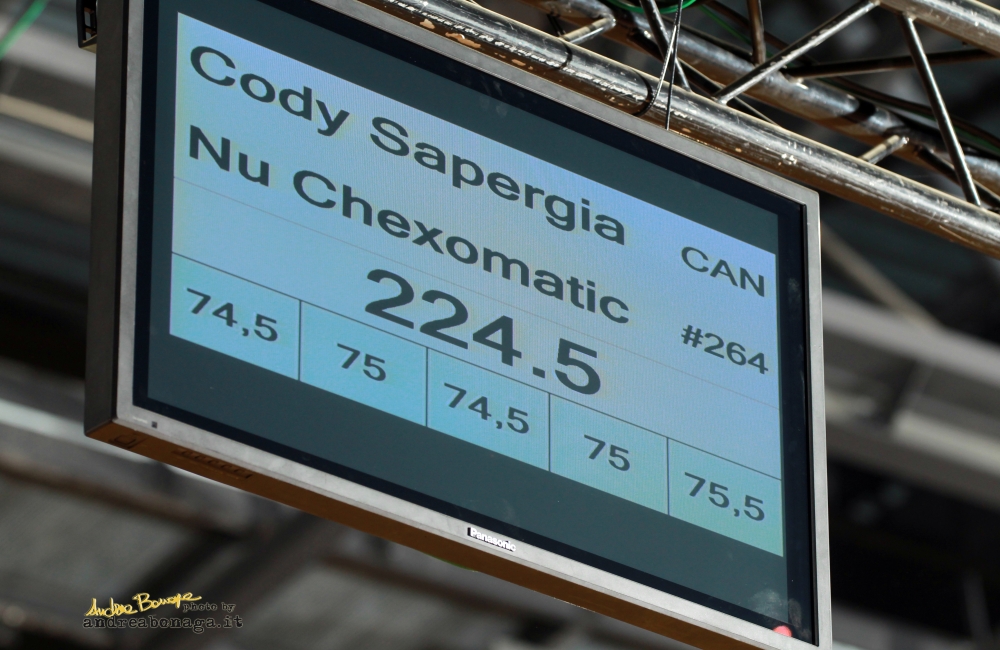 Cody Sapergia
CAN
Nu Chexomatic
#264
224.5
74,5 75 74,5 75 75,5
Panasonic
Andrea Bonaga photo by
andreabonaga.it